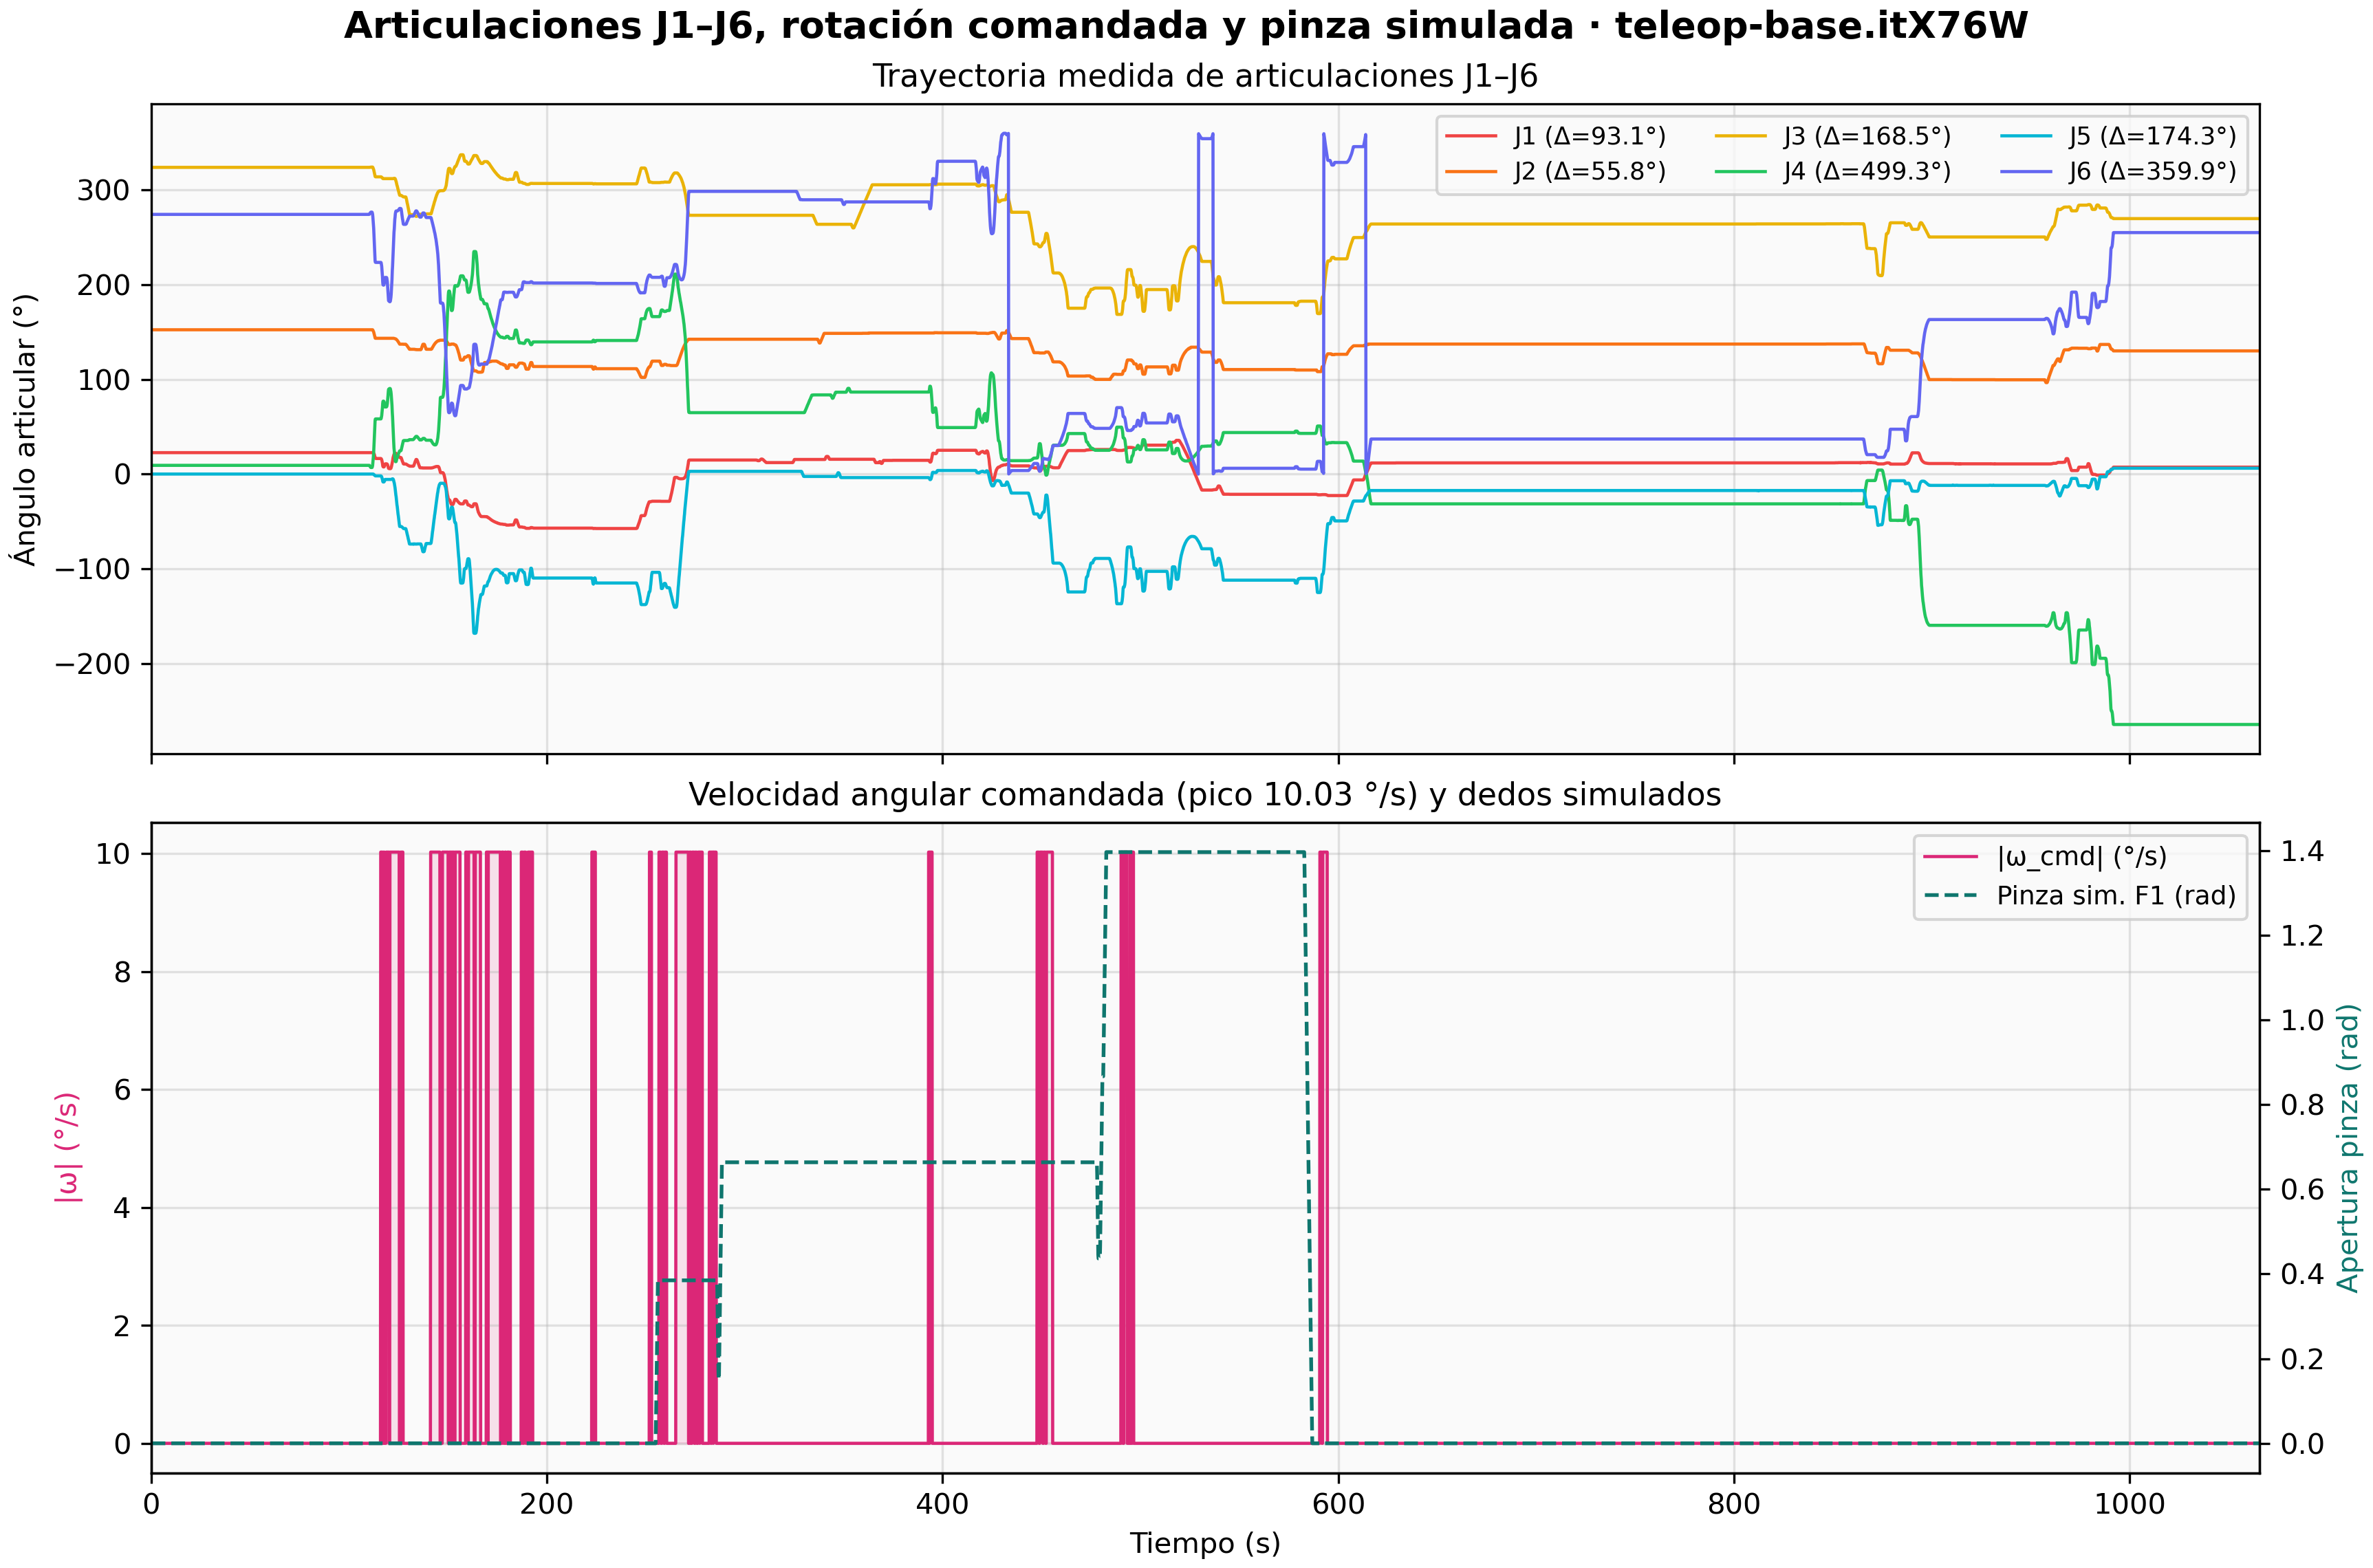 Articulaciones J1–J6, rotación comandada y pinza simulada · teleop-base.itX76W
Trayectoria medida de articulaciones J1–J6
Ángulo articular (°)
300
200
100
0
−100
−200
J1 (Δ=93.1°)
J2 (Δ=55.8°)
J3 (Δ=168.5°)
J4 (Δ=499.3°)
J5 (Δ=174.3°)
J6 (Δ=359.9°)
Velocidad angular comandada (pico 10.03 °/s) y dedos simulados
|ω| (°/s)
10
8
6
4
2
0
|ω_cmd| (°/s)
Pinza sim. F1 (rad)
1.4
1.2
1.0
0.8
0.6
0.4
0.2
0.0
Apertura pinza (rad)
0
200
400
600
800
1000
Tiempo (s)